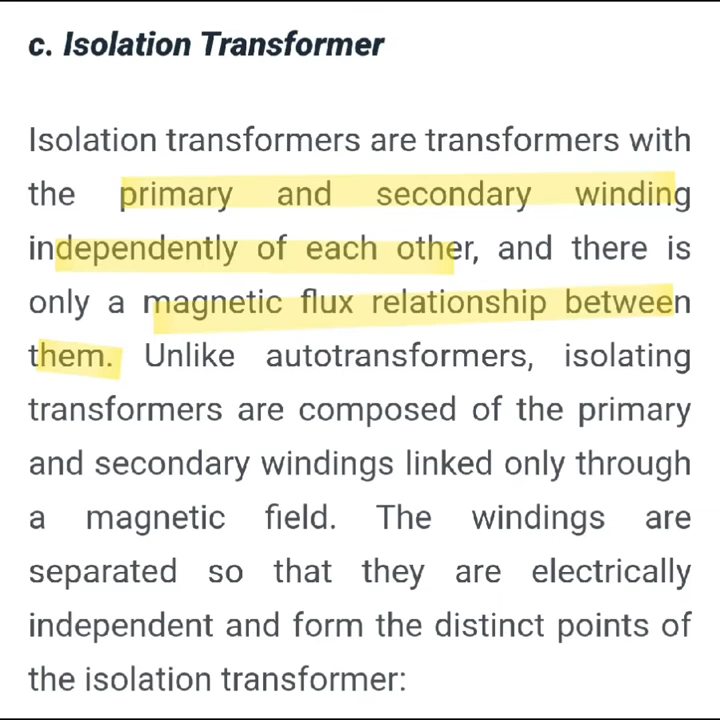 c. Isolation Transformer
Isolation transformers are transformers with
the primary and secondary winding
independently of each other, and there is
only a magnetic flux relationship between
them. Unlike autotransformers, isolating
transformers are composed of the primary
and secondary windings linked only through
a magnetic field. The windings are
separated so that they are electrically
independent and form the distinct points of
the isolation transformer: